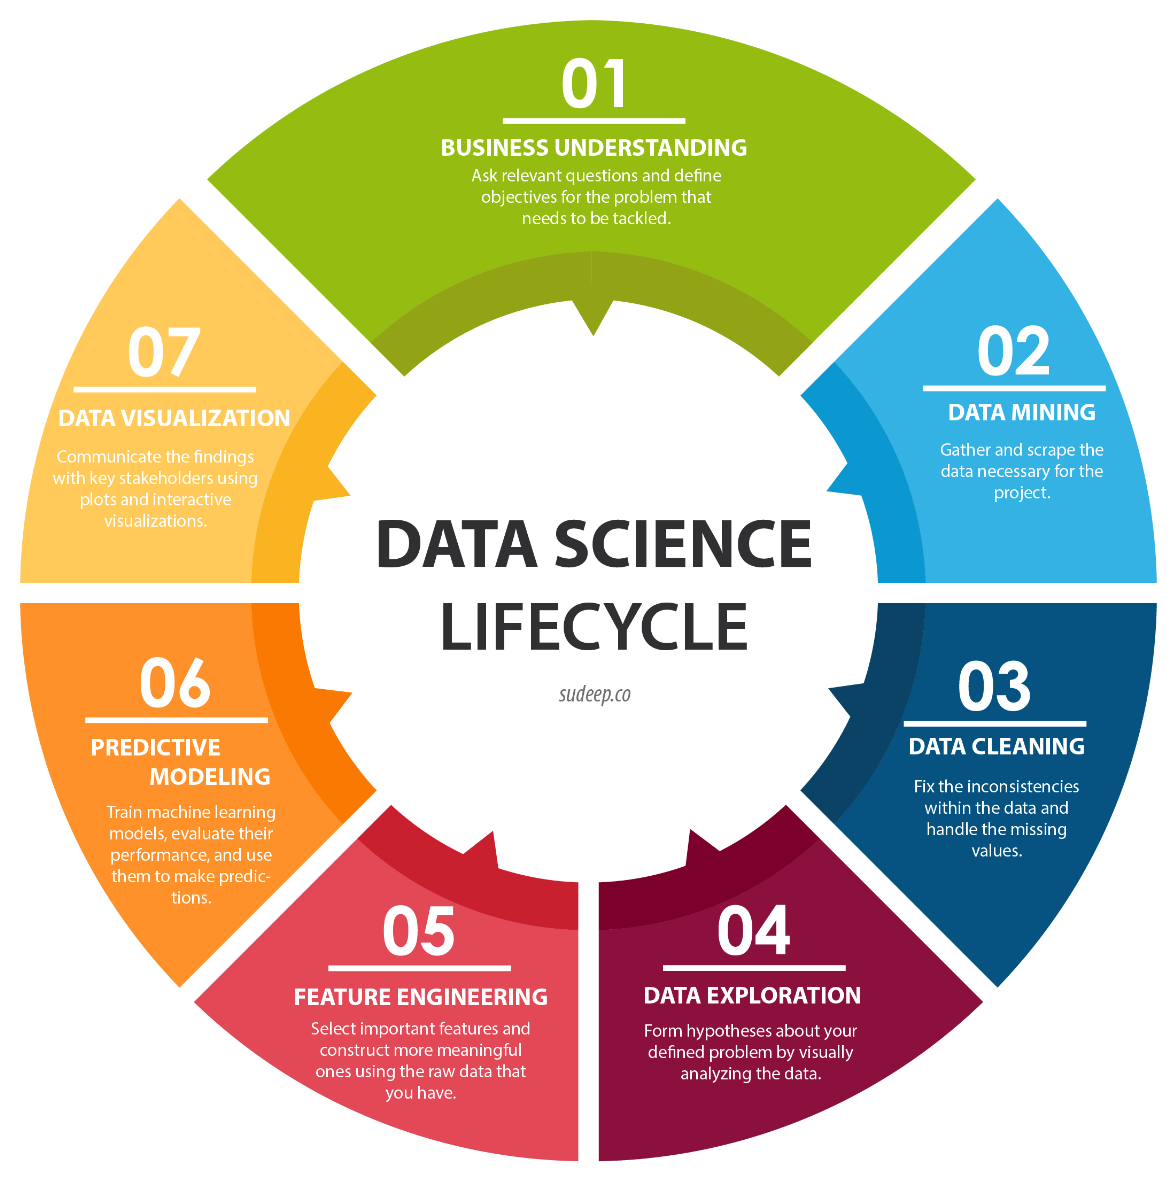 01
BUSINESS UNDERSTANDING
Ask relevant questions and define
objectives for the problem that
needs to be tackled.
02
DATA MINING
Gather and scrape the
data necessary for the
project.
03
DATA CLEANING
Fix the inconsistencies
within the data and
handle the missing
values.
04
DATA EXPLORATION
Form hypotheses about your
defined problem by visually
analyzing the data.
05
FEATURE ENGINEERING
Select important features and
construct more meaningful
ones using the raw data that
you have.
06
PREDICTIVE
MODELING
Train machine learning
models, evaluate their
performance, and use
them to make predic-
tions.
07
DATA VISUALIZATION
Communicate the findings
with key stakeholders using
plots and interactive
visualizations.
DATA SCIENCE
LIFECYCLE
sudeep.co